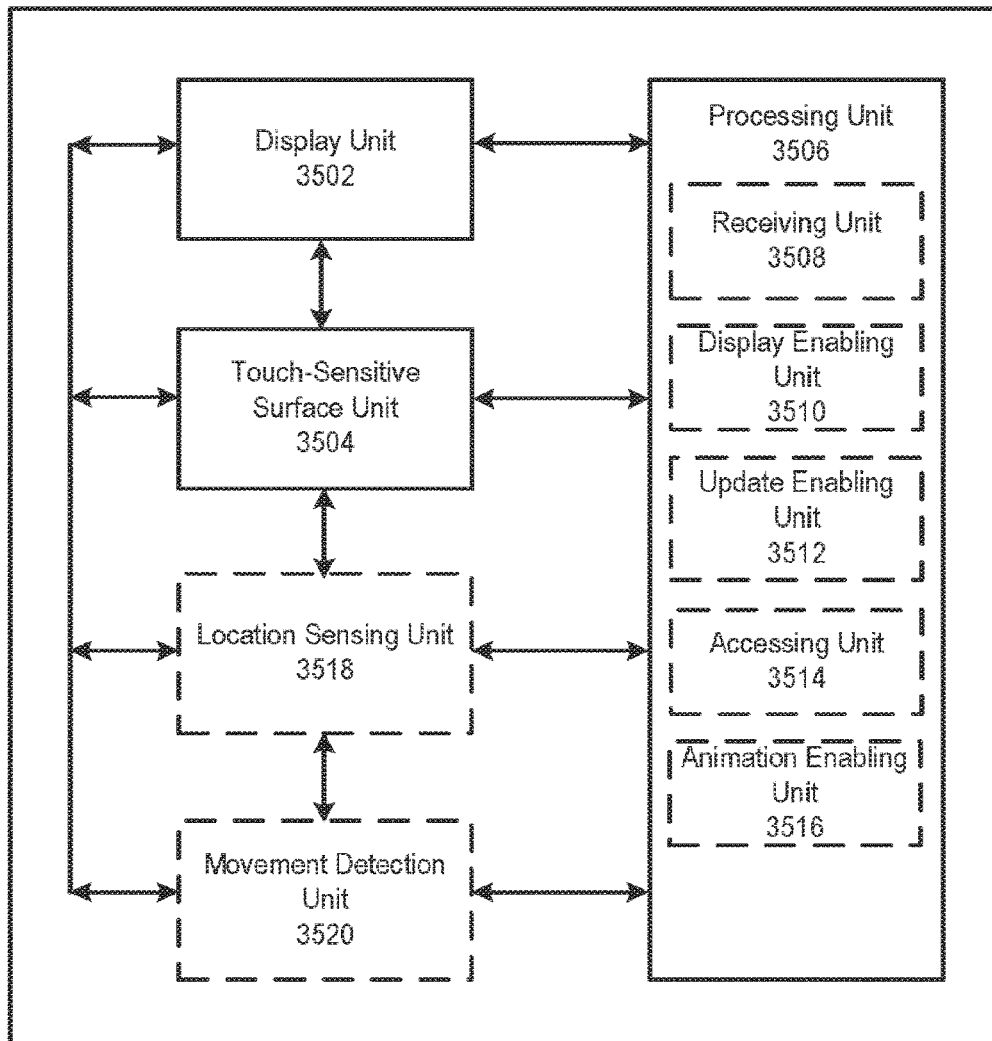 Display Unit
3502
Touch-Sensitive
Surface Unit
3504
Location Sensing Unit
3518
Movement Detection
Unit
3520
Processing Unit
3506
Receiving Unit
3508
Display Enabling
Unit
3510
Update Enabling
Unit
3512
Accessing Unit
3514
Animation Enabling
Unit
3516